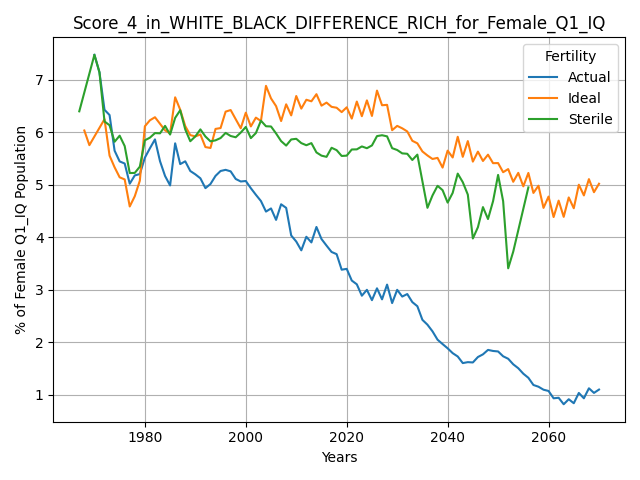 Score_4_in_WHITE_BLACK_DIFFERENCE_RICH_for_Female_Q1_IQ
Fertility
Actual
Ideal
Sterile
% of Female Q1_IQ Population
7
6
5
4
3
2
1
1980
2000
2020
2040
2060
Years